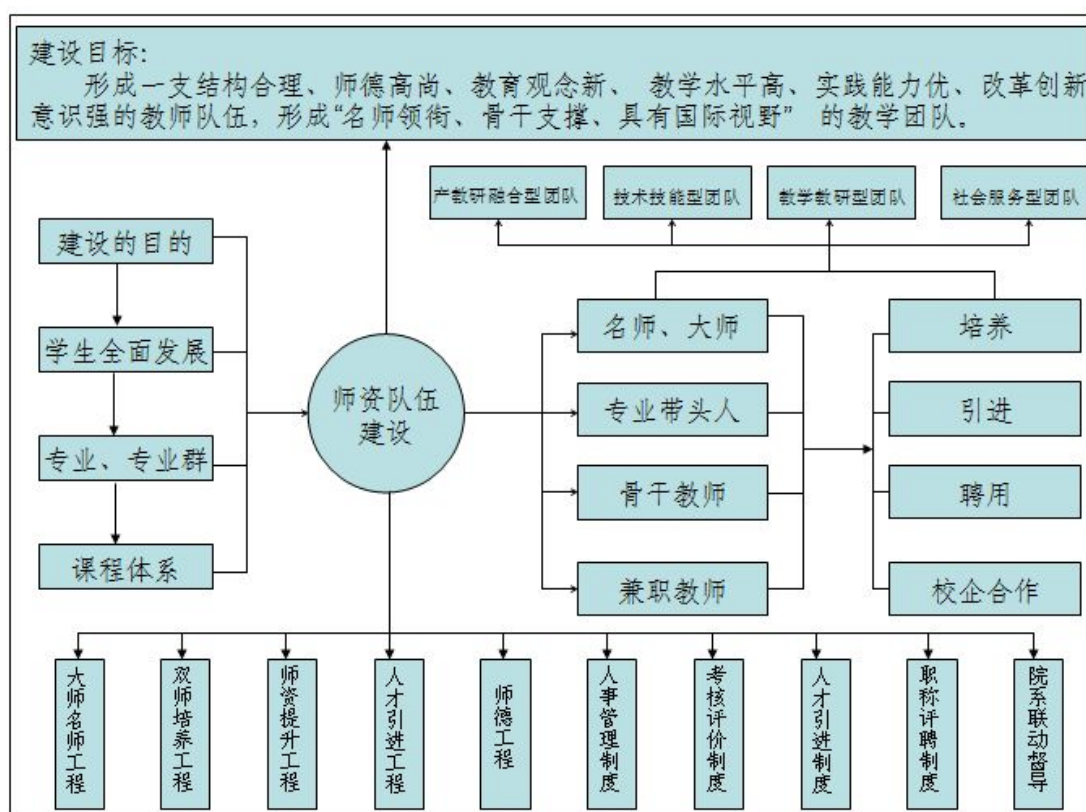 建设目标:
形成一支结构合理、师德高尚、教育观念新、 教学水平高、实践能力优、改革创新
意识强的教师队伍，形成“名师领衔、骨干支撑、具有国际视野” 的教学团队。
产教研融合型团队
技术技能型团队
教学教研型团队
社会服务型团队
建设的目的
学生全面发展
专业、专业群
课程体系
师资队伍
建设
名师、大师
专业带头人
骨干教师
兼职教师
培养
引进
聘用
校企合作
大师名师工程
双师培养工程
师资提升工程
人才引进工程
师德工程
人事管理制度
考核评价制度
人才引进制度
职称评聘制度
院系联动督导